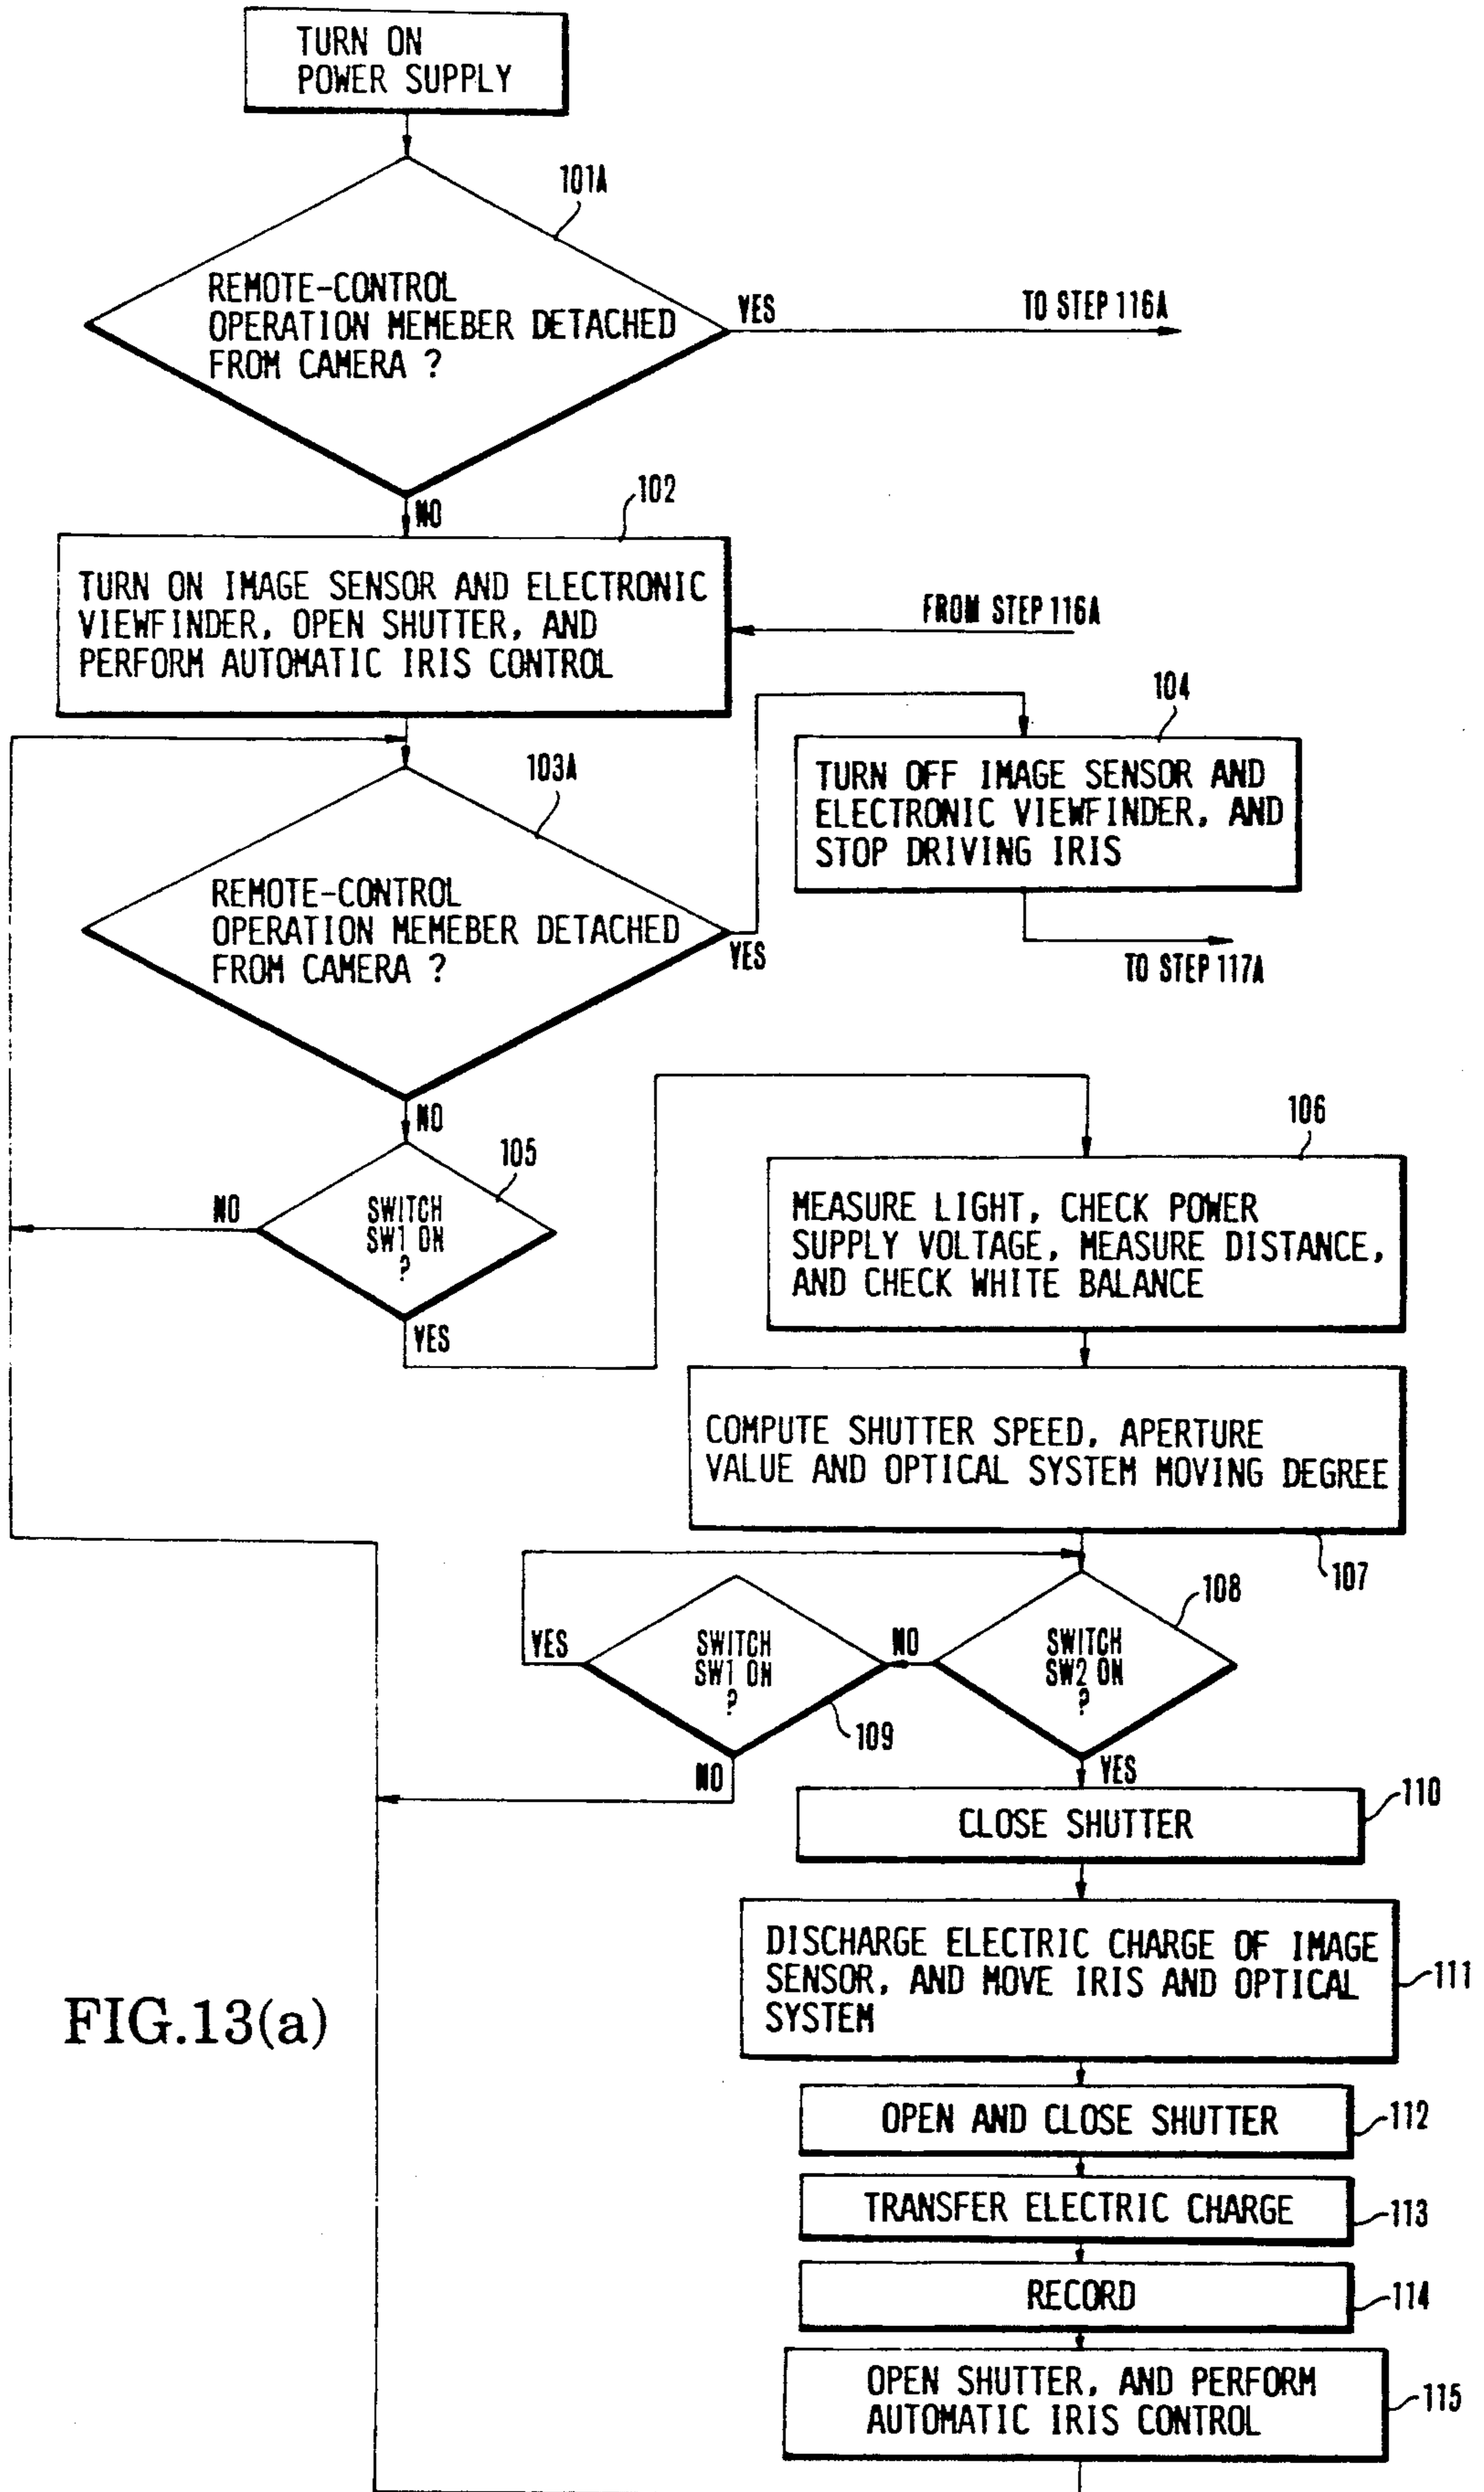 TURN ON
POWER SUPPLY
101A
REMOTE-CONTROL
OPERATION MEMEBER DETACHED
FROM CAMERA ?
YES
TO STEP 116A
NO
102
TURN ON IMAGE SENSOR AND ELECTRONIC
VIEWFINDER, OPEN SHUTTER, AND
PERFORM AUTOMATIC IRIS CONTROL
FROM STEP 116A
104
TURN OFF IMAGE SENSOR AND
ELECTRONIC VIEWFINDER, AND
STOP DRIVING IRIS
TO STEP 117A
103A
REMOTE-CONTROL
OPERATION MEMEBER DETACHED
FROM CAMERA ?
YES
NO
105
SWITCH
SW1 ON
?
NO
YES
106
MEASURE LIGHT, CHECK POWER
SUPPLY VOLTAGE, MEASURE DISTANCE,
AND CHECK WHITE BALANCE
COMPUTE SHUTTER SPEED, APERTURE
VALUE AND OPTICAL SYSTEM MOVING DEGREE
107
108
SWITCH
SW2 ON
?
NO
YES
SWITCH
SW1 ON
?
YES
109
NO
CLOSE SHUTTER
110
DISCHARGE ELECTRIC CHARGE OF IMAGE
SENSOR, AND MOVE IRIS AND OPTICAL
SYSTEM
111
OPEN AND CLOSE SHUTTER
112
TRANSFER ELECTRIC CHARGE
113
RECORD
114
OPEN SHUTTER, AND PERFORM
AUTOMATIC IRIS CONTROL
115
FIG.13(a)